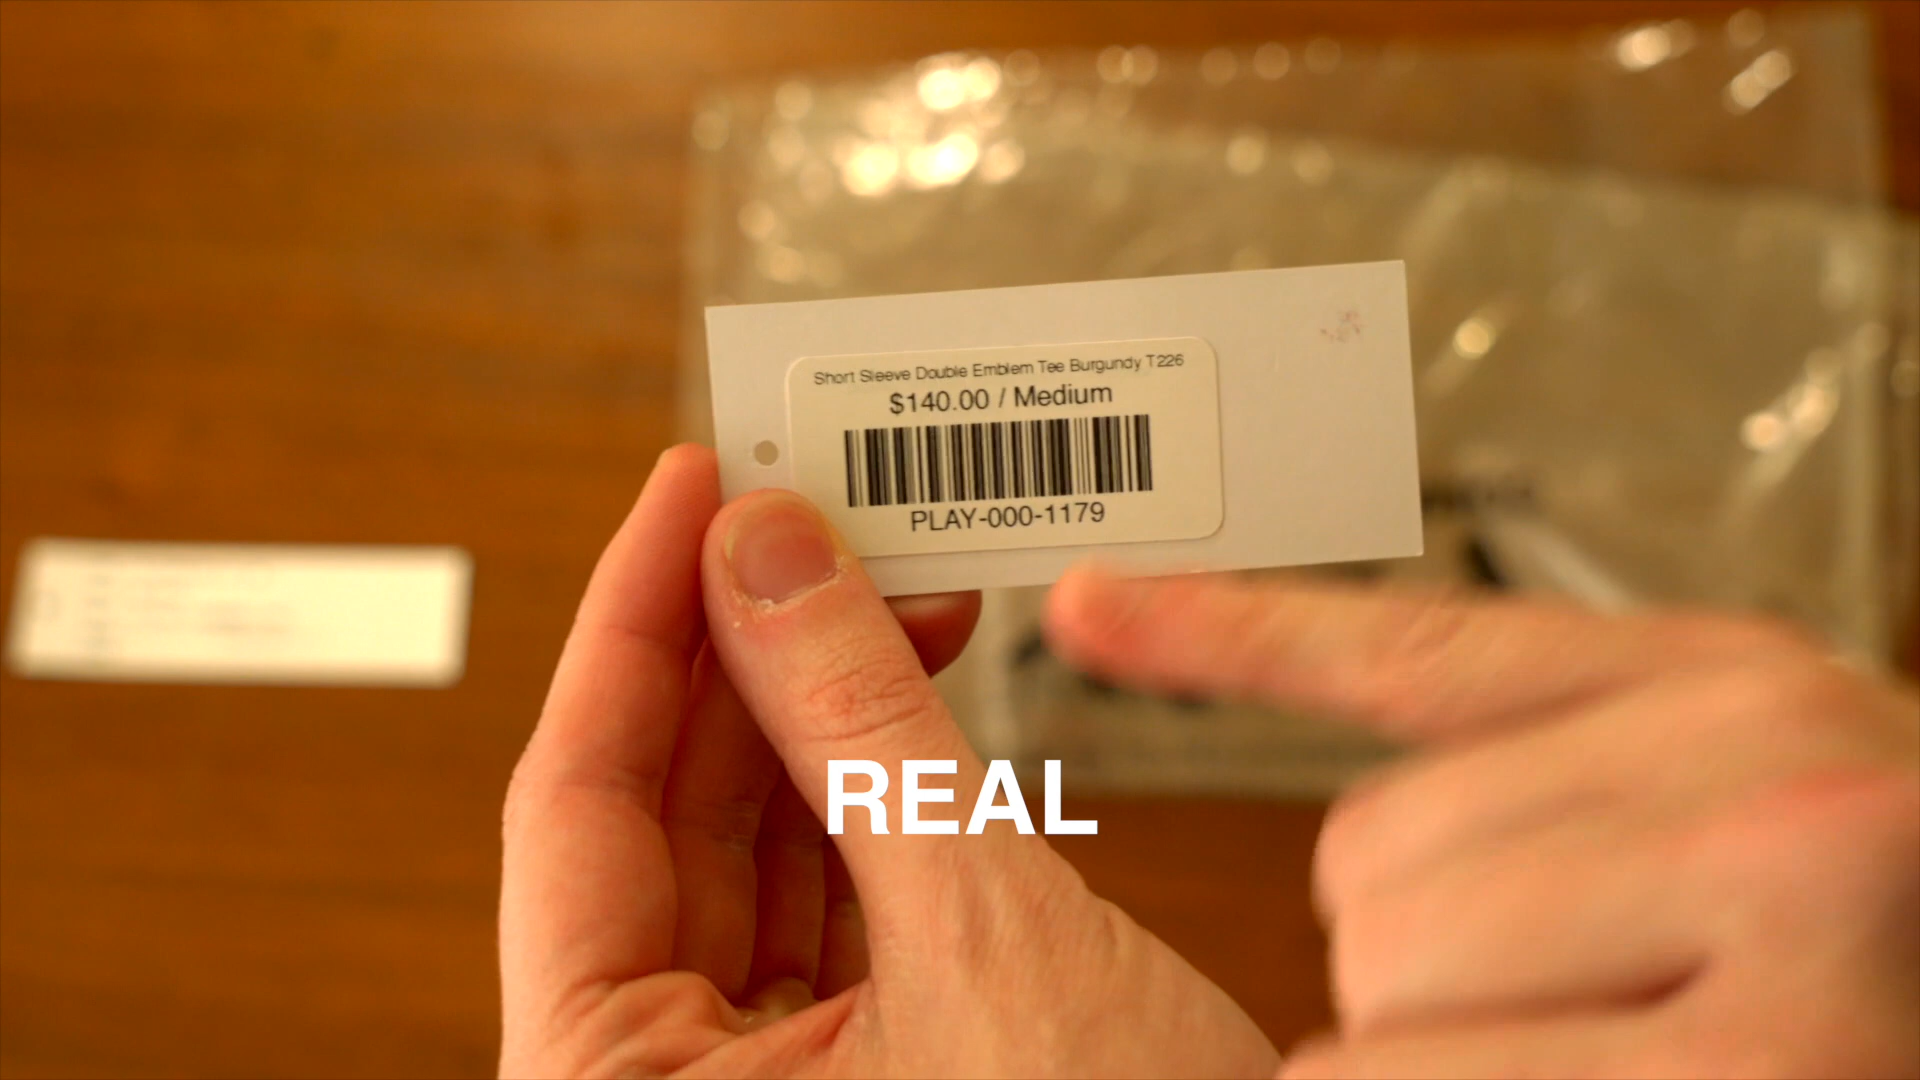 Short Sleeve Double Emblem Tee Burgundy T226
$140.00 / Medium
PLAY-000-1179
REAL